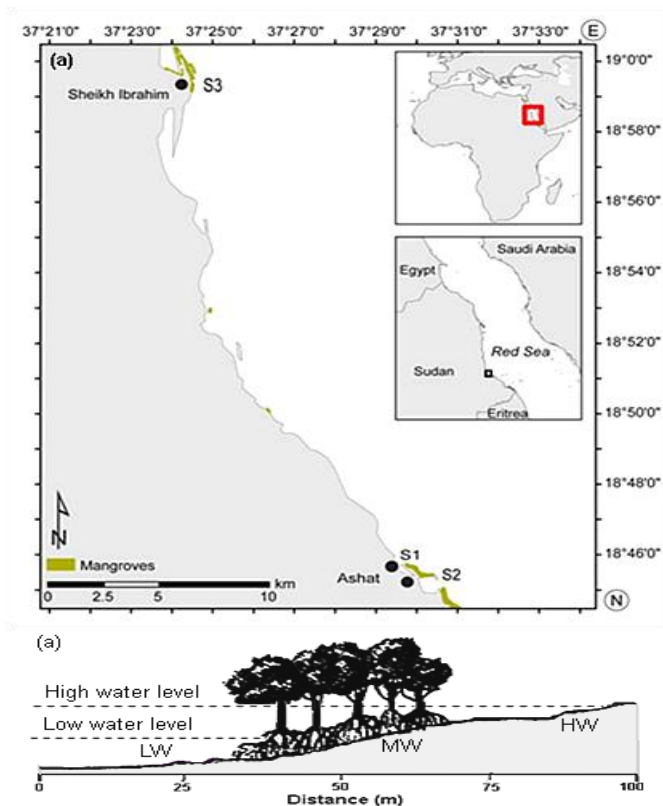 37°21'0" 37°23'0" 37°25'0" 37°27'0" 37°29'0" 37°31'0" 37°33'0"
E
(a)
19°0'0"
Sheikh Ibrahim
S3
18°58'0"
18°56'0"
18°54'0"
18°52'0"
18°50'0"
18°48'0"
18°46'0"
Egypt
Saudi Arabia
Red Sea
Sudan
Eritrea
S1
Ashat
S2
N
Mangroves
km
0 2.5 5 10
N
(a)
High water level
Low water level
LW
MW
HW
0 25 50 75 100
Distance (m)